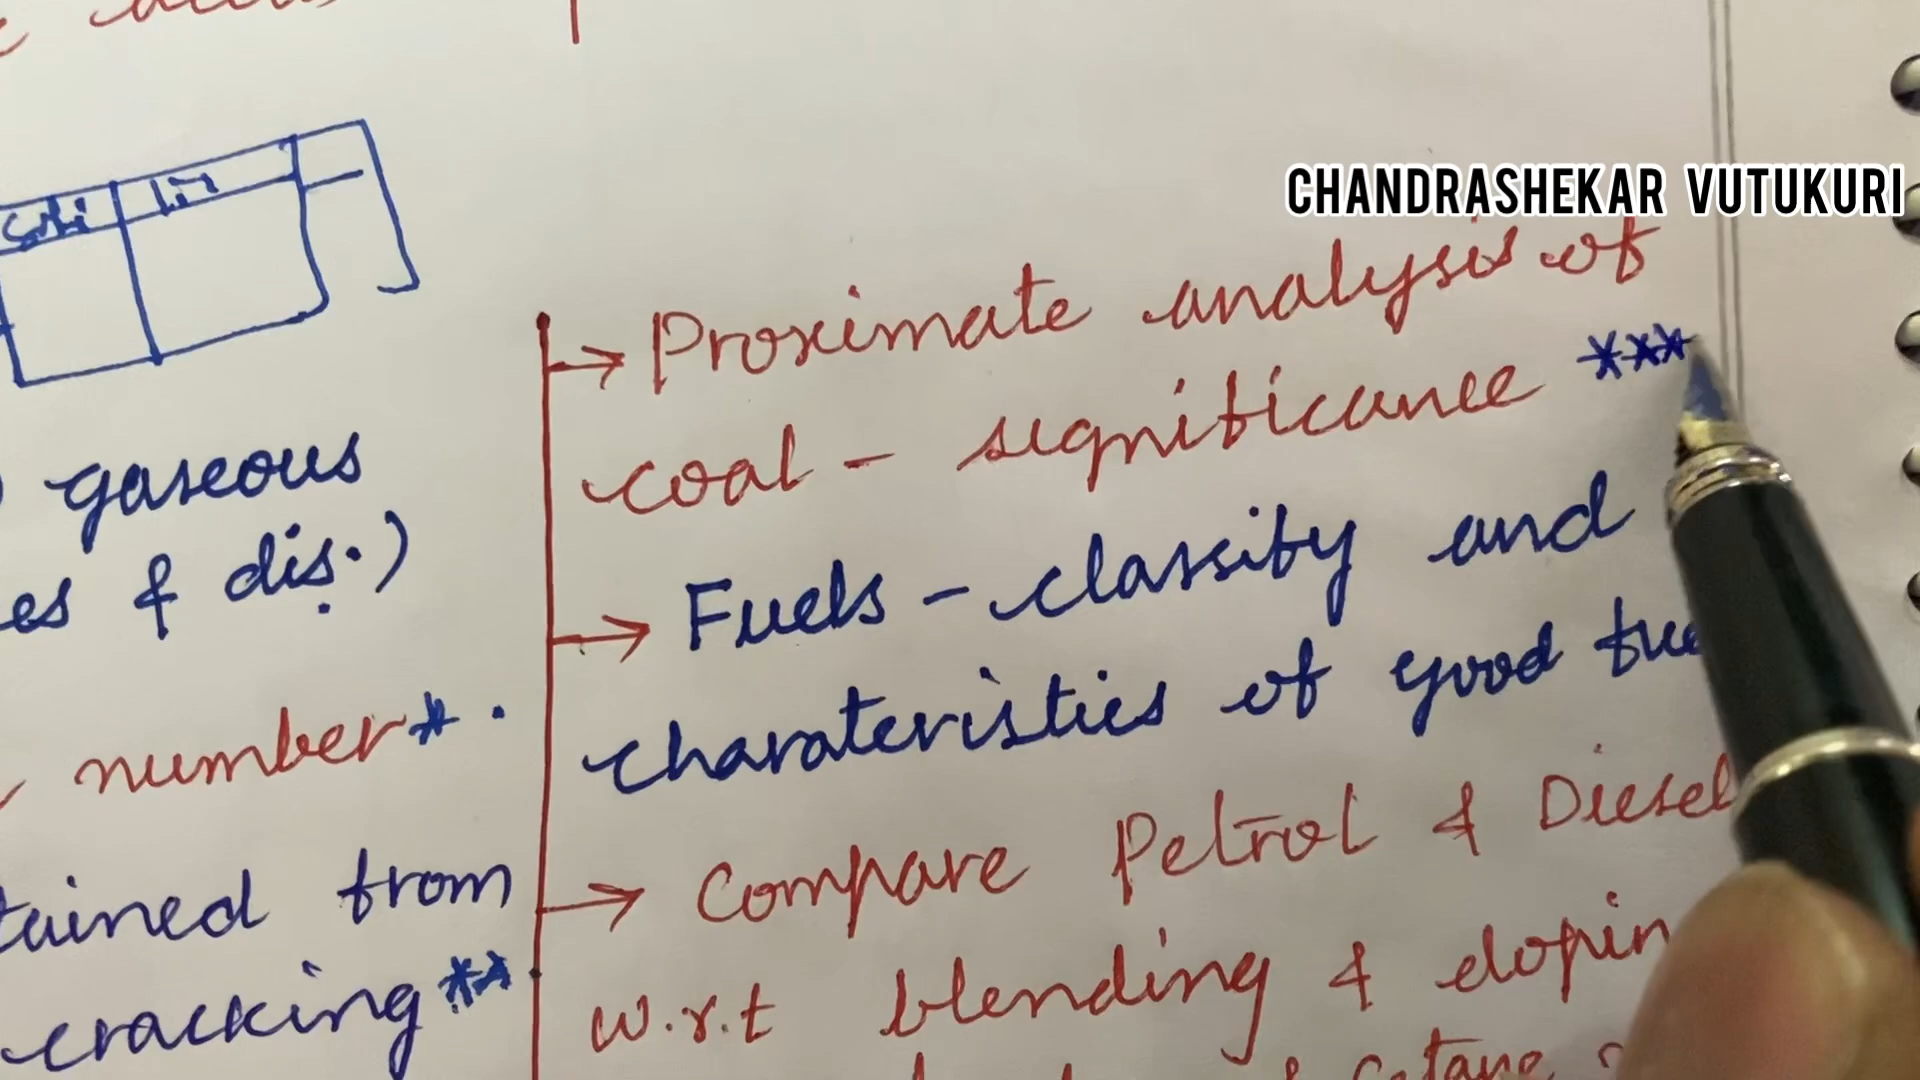 CHANDRASHEKAR VUTUKURI
gaseous
es & dis.)
number* .
tained from
cracking **
→ Proximate analysis of
coal - significance ***
→ Fuels - classify and
charateristics of good fue
→ Compare Petrol & Diesel
w.r.t blending & dopin